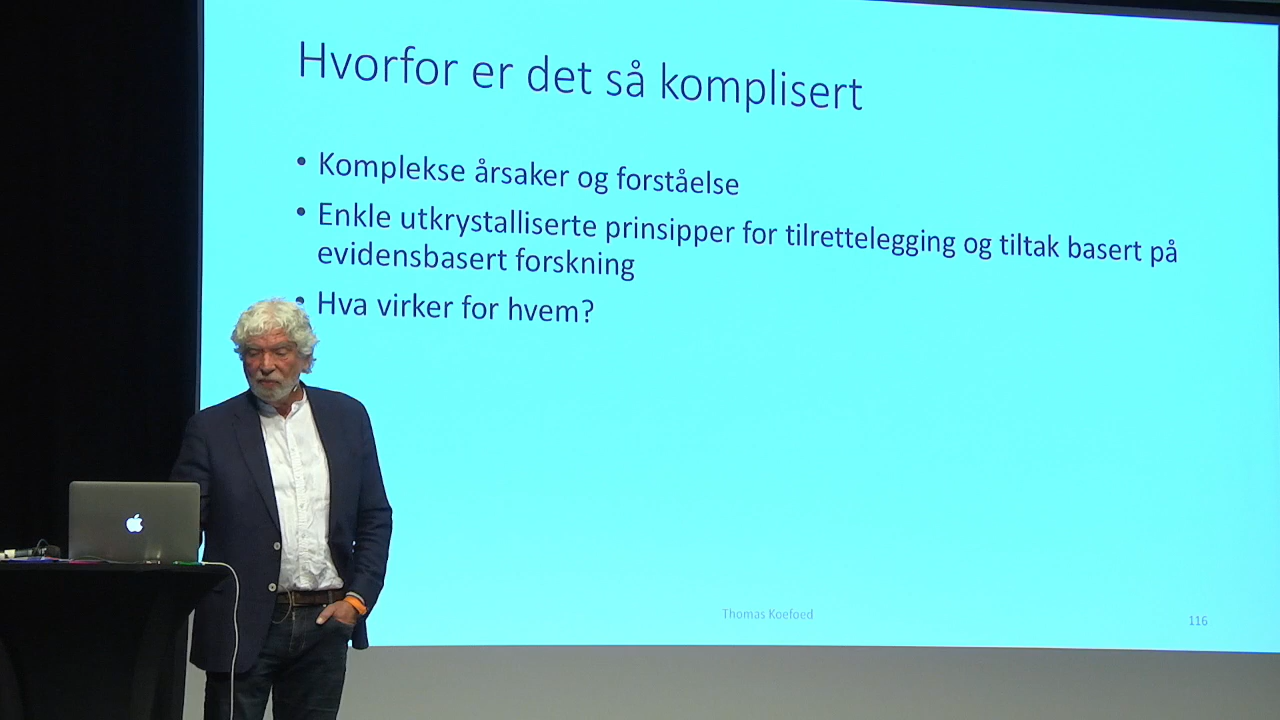 Hvorfor er det så komplisert
• Komplekse årsaker og forståelse
• Enkle utkrystalliserte prinsipper for tilrettelegging og tiltak basert på
evidensbasert forskning
• Hva virker for hvem?
Thomas Koefoed
116